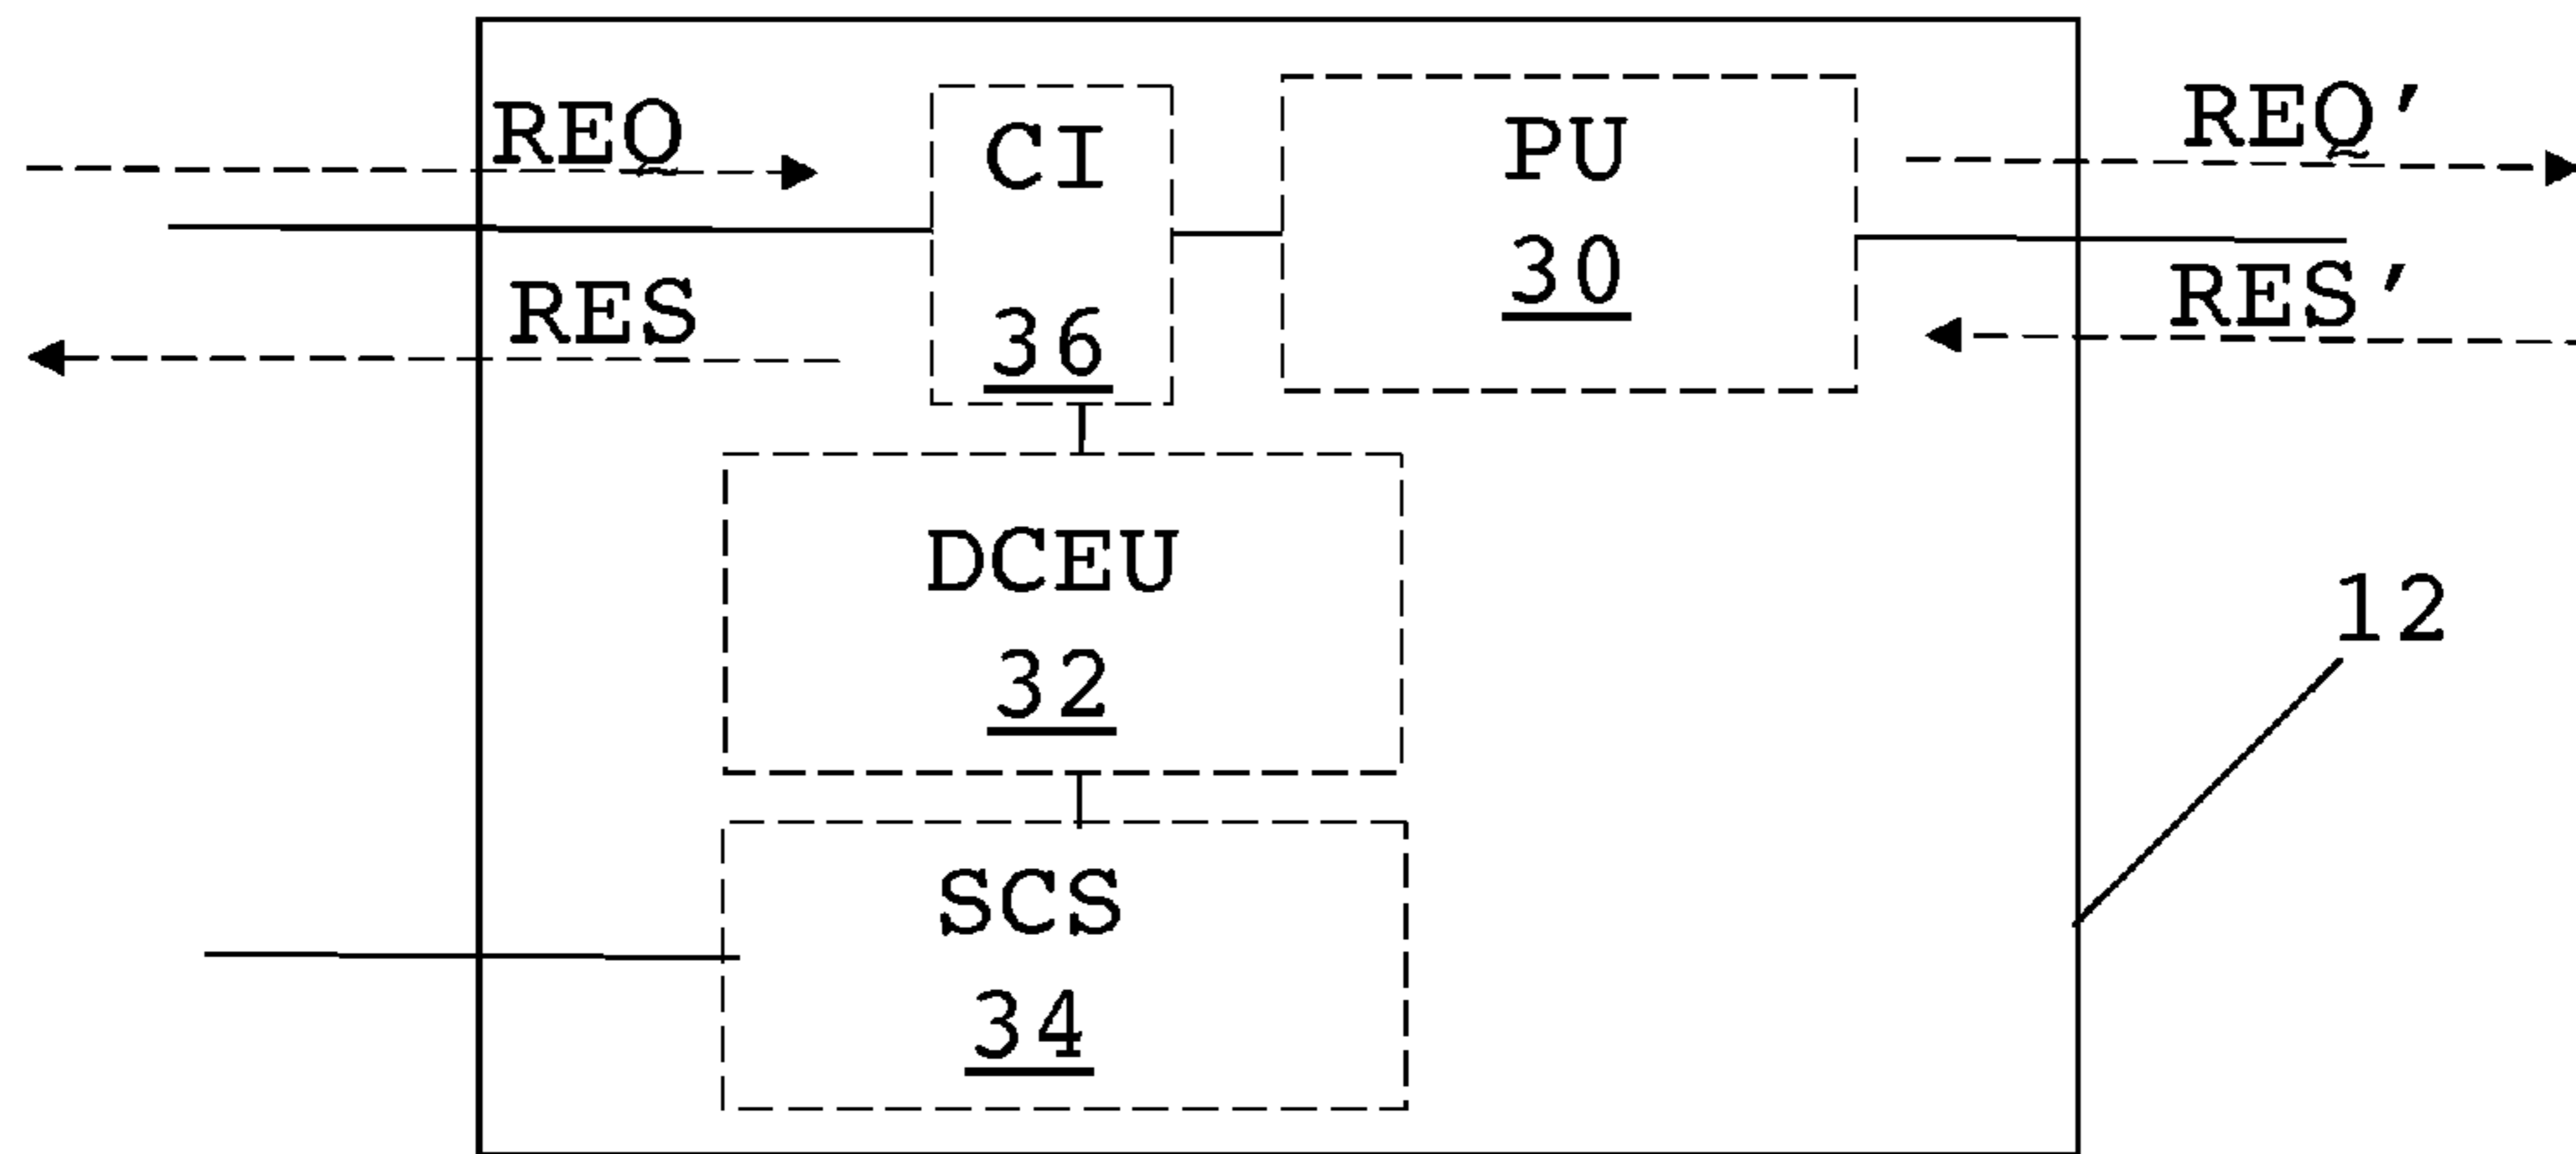 REQ
CI
36
PU
30
REQ'
RES
RES'
DCEU
32
12
SCS
34